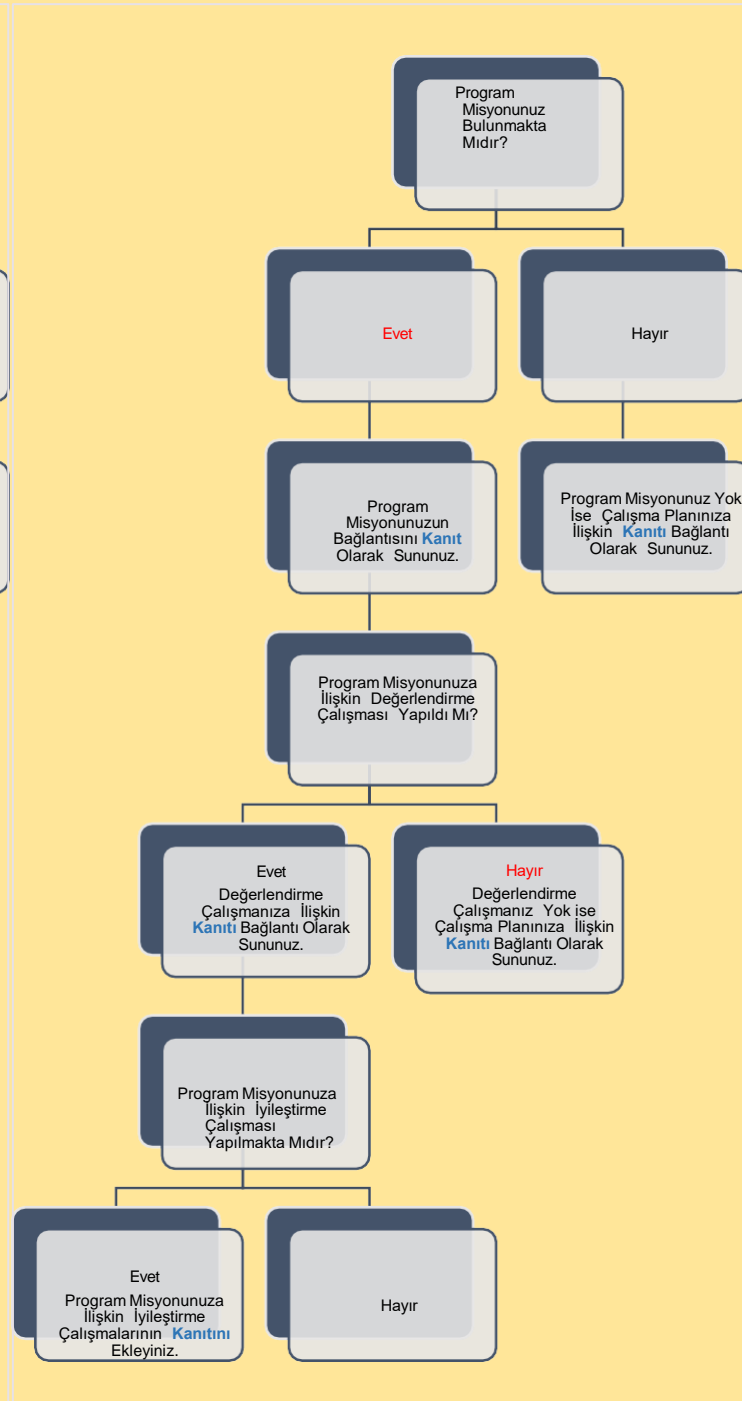 Program
Misyonunuz
Bulunmakta
Mıdır?
Evet
Hayır
Program
Misyonunuzun
Bağlantısını Kanıt
Olarak Sununuz.
Program Misyonunuz Yok
İse Çalışma Planınıza
İlişkin Kanıtı Bağlantı
Olarak Sununuz.
Program Misyonunuza
İlişkin Değerlendirme
Çalışması Yapıldı Mı?
Evet
Değerlendirme
Çalışmanıza İlişkin
Kanıtı Bağlantı Olarak
Sununuz.
Hayır
Değerlendirme
Çalışmanız Yok ise
Çalışma Planınıza İlişkin
Kanıtı Bağlantı Olarak
Sununuz.
Program Misyonunuza
İlişkin İyileştirme
Çalışması
Yapılmakta Mıdır?
Evet
Program Misyonunuza
İlişkin İyileştirme
Çalışmalarının Kanıtını
Ekleyiniz.
Hayır